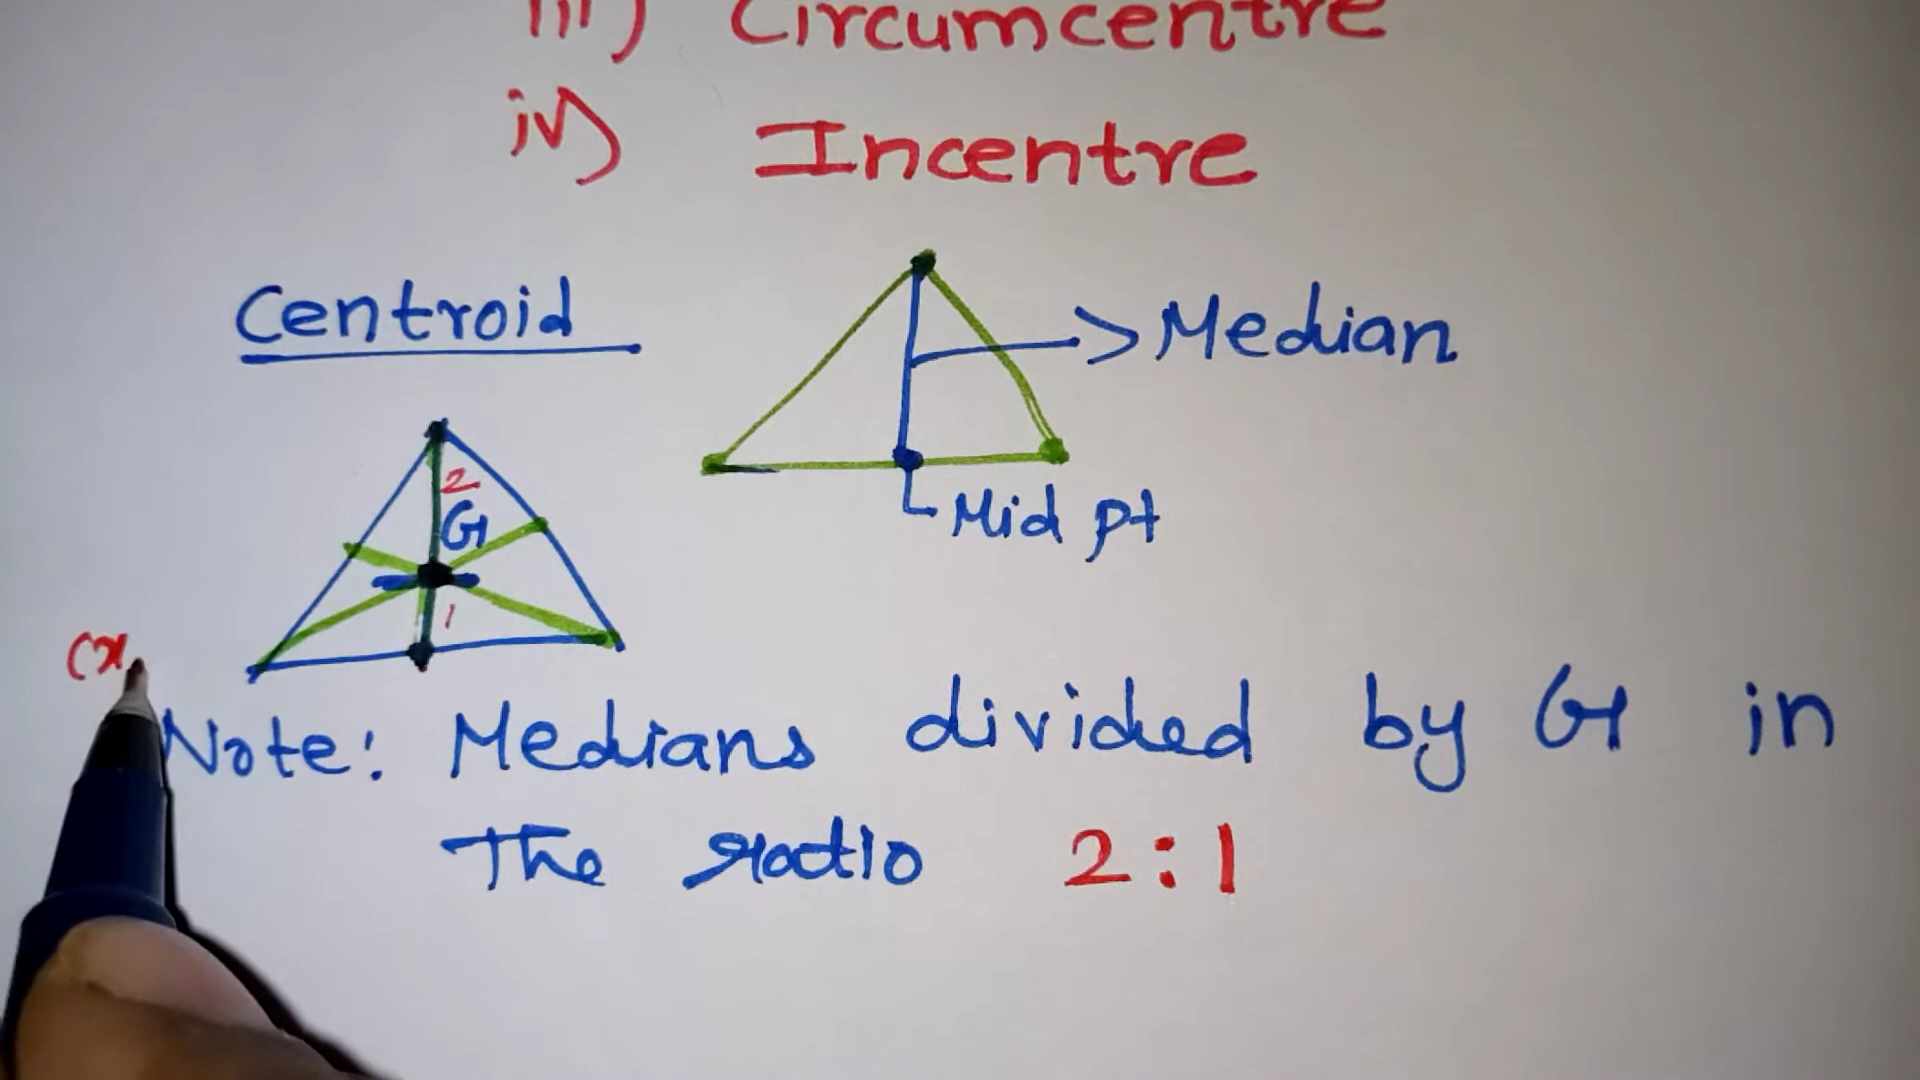 iii) Circumcentre
iv) Incentre
Centroid
Median
2
G
Mid pt
1
(x
Note: Medians divided by G in
The ratio 2:1